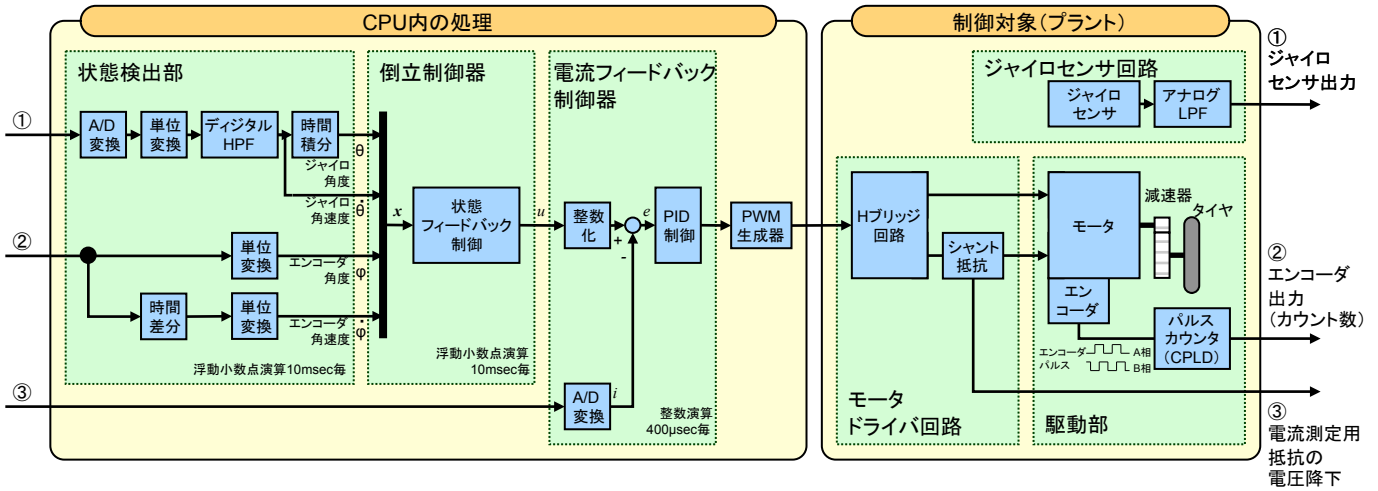 CPU内の処理
状態検出部
①
A/D
変換
単位
変換
ディジタル
HPF
時間
積分
θ
ジャイロ
角度
ジャイロ
角速度
θ̇
②
単位
変換
エンコーダ
角度
φ
時間
差分
単位
変換
エンコーダ
角速度
φ̇
浮動小数点演算10msec毎
③
倒立制御器
x
状態
フィードバック
制御
u
浮動小数点演算
10msec毎
電流フィードバック
制御器
整数
化
+
-
e
PID
制御
A/D
変換
i
整数演算
400μsec毎
PWM
生成器
制御対象(プラント)
ジャイロセンサ回路
ジャイロ
センサ
アナログ
LPF
①
ジャイロ
センサ出力
Hブリッジ
回路
シャント
抵抗
モータ
ドライバ回路
モータ
減速器
タイヤ
エン
コーダ
パルス
カウンタ
(CPLD)
エンコーダ
パルス
A相
B相
駆動部
②
エンコーダ
出力
(カウント数)
③
電流測定用
抵抗の
電圧降下